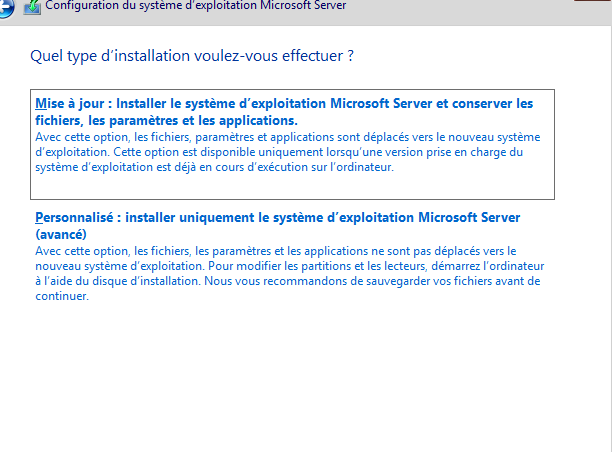 Configuration du système d'exploitation Microsoft Server
Quel type d'installation voulez-vous effectuer ?
Mise à jour : Installer le système d'exploitation Microsoft Server et conserver les
fichiers, les paramètres et les applications.
Avec cette option, les fichiers, paramètres et applications sont déplacés vers le nouveau système
d'exploitation. Cette option est disponible uniquement lorsqu'une version prise en charge du
système d'exploitation est déjà en cours d'exécution sur l'ordinateur.
Personnalisé : installer uniquement le système d'exploitation Microsoft Server
(avancé)
Avec cette option, les fichiers, les paramètres et les applications ne sont pas déplacés vers le
nouveau système d'exploitation. Pour modifier les partitions et les lecteurs, démarrez l'ordinateur
à l'aide du disque d'installation. Nous vous recommandons de sauvegarder vos fichiers avant de
continuer.